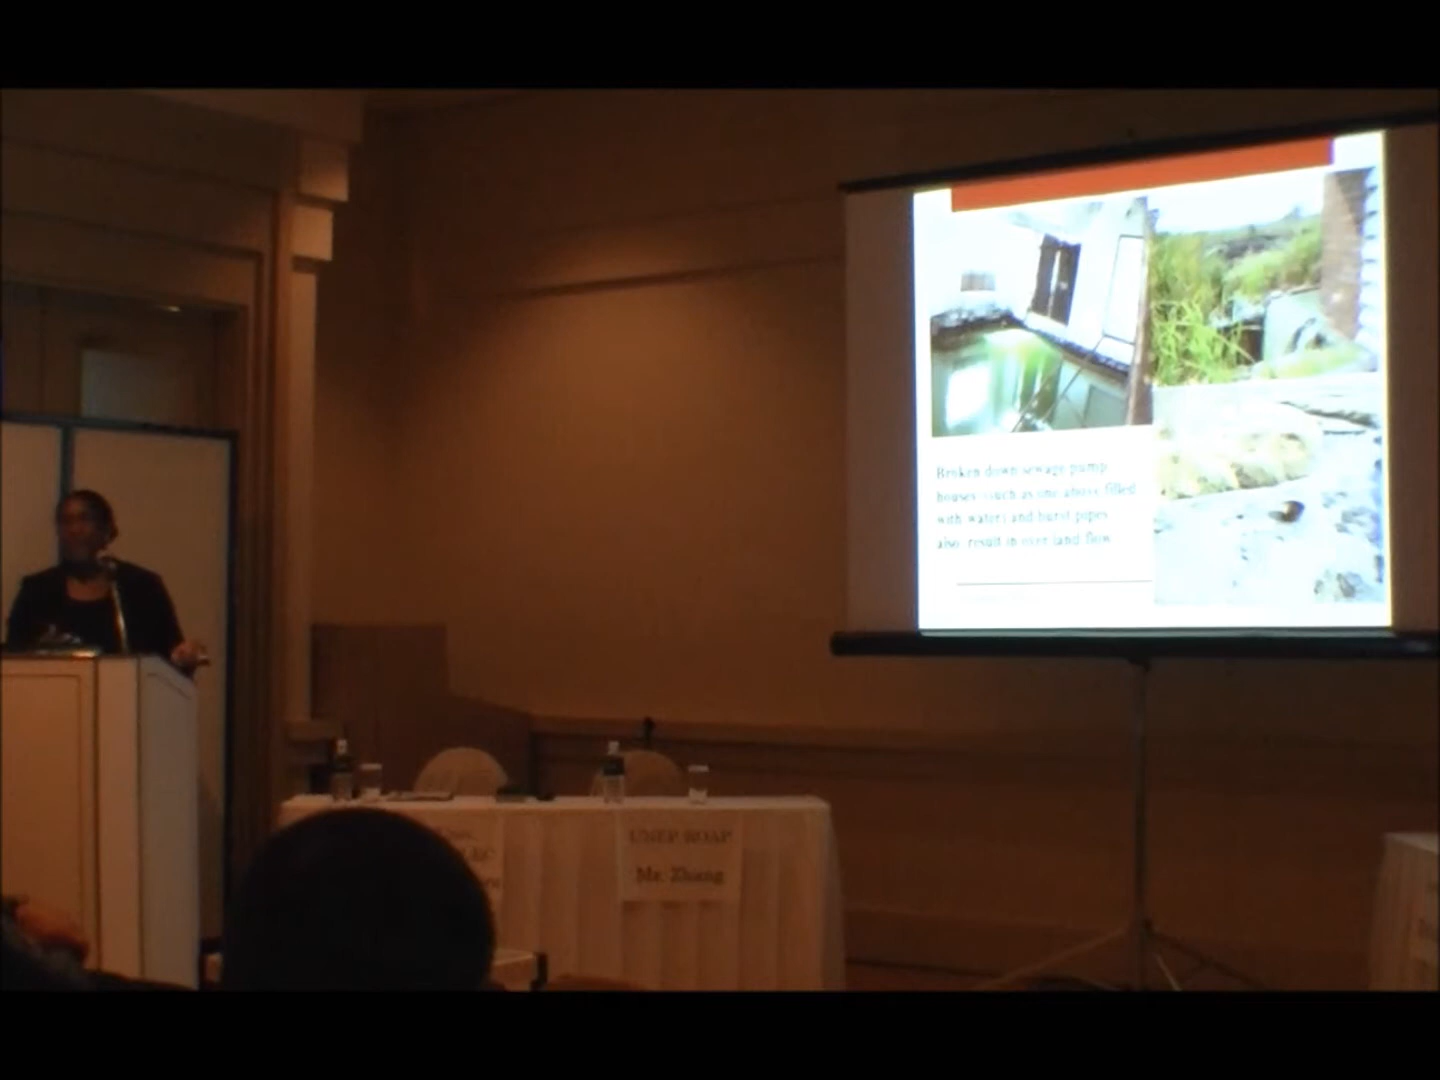 Broken down sewage pump
houses (such as one above filled
with water) and burst pipes
also result in over land flow
UNEP ROAP
Mr. Zhang